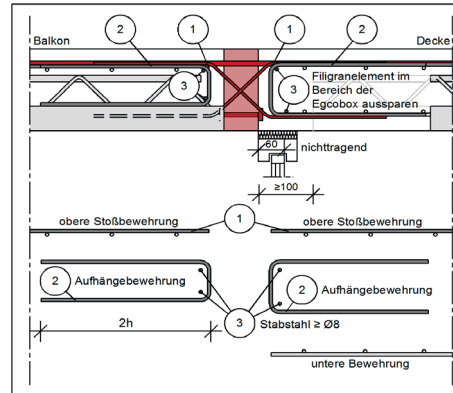 2 1 1 2
Balkon Decke
3 3
Filigranelement im
Bereich der
Egcobox aussparen
60 nichttragend
≥100
obere Stoßbewehrung 1 obere Stoßbewehrung
2 Aufhängebewehrung 2 Aufhängebewehrung
2h 3 Stabstahl ≥ Ø8
untere Bewehrung